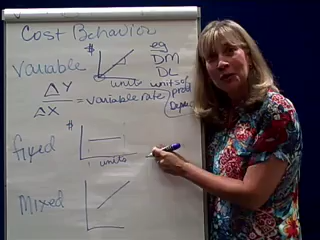 Cost Behavior
$
Variable
units
eg
DM
DL
units of
prod
ΔY
ΔX
= variable rate
$
fixed
units
Mixed